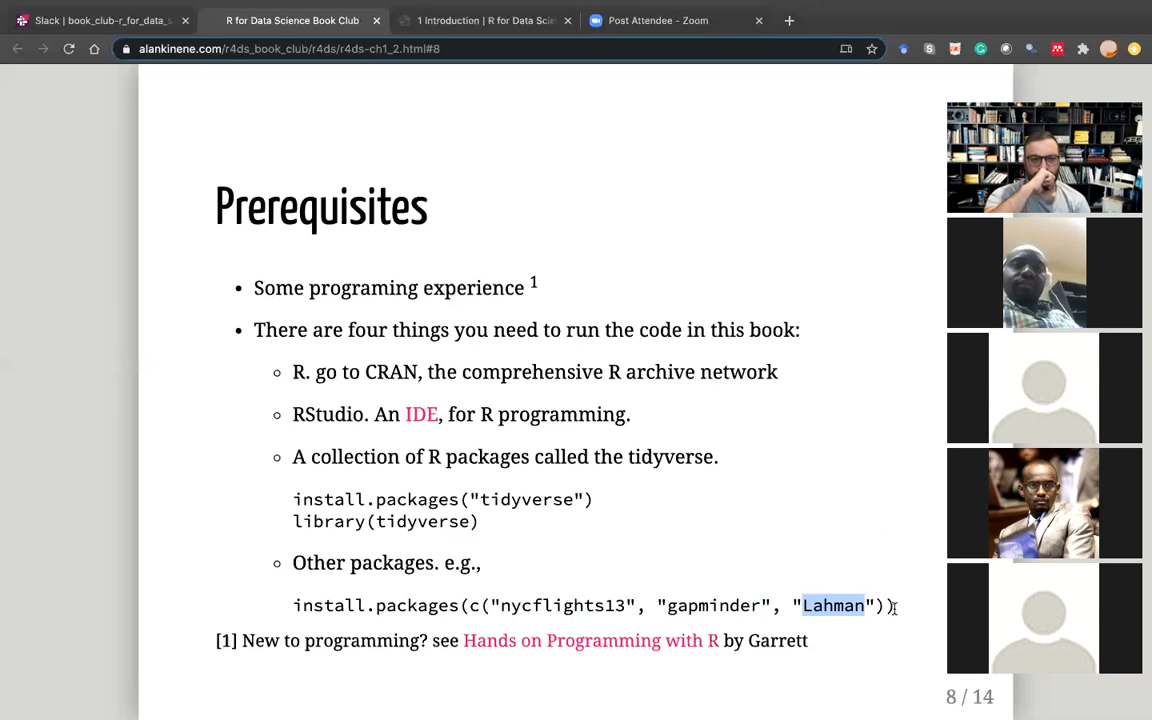 Slack | book_club-r_for_data_s
R for Data Science Book Club
1 Introduction | R for Data Scie
Post Attendee - Zoom
alankinene.com/r4ds_book_club/r4ds/r4ds-ch1_2.html#8
Prerequisites
• Some programing experience 1
• There are four things you need to run the code in this book:
◦ R. go to CRAN, the comprehensive R archive network
◦ RStudio. An IDE, for R programming.
◦ A collection of R packages called the tidyverse.
install.packages("tidyverse")
library(tidyverse)
◦ Other packages. e.g.,
install.packages(c("nycflights13", "gapminder", "Lahman"))
[1] New to programming? see Hands on Programming with R by Garrett
8 / 14